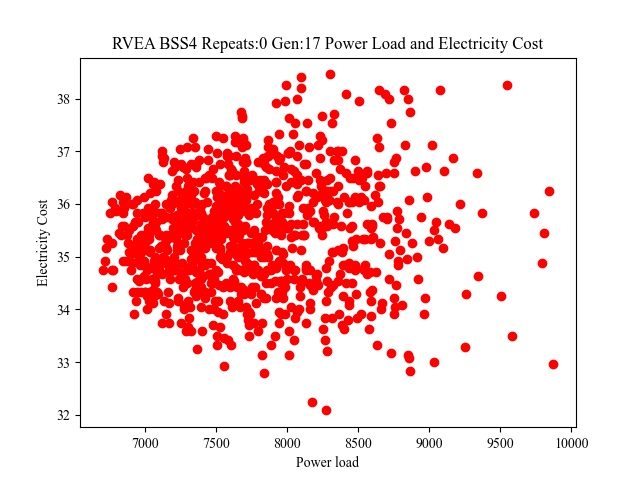 RVEA BSS4 Repeats:0 Gen:17 Power Load and Electricity Cost
38
37
36
35
34
33
32
Electricity Cost
7000 7500 8000 8500 9000 9500 10000
Power load